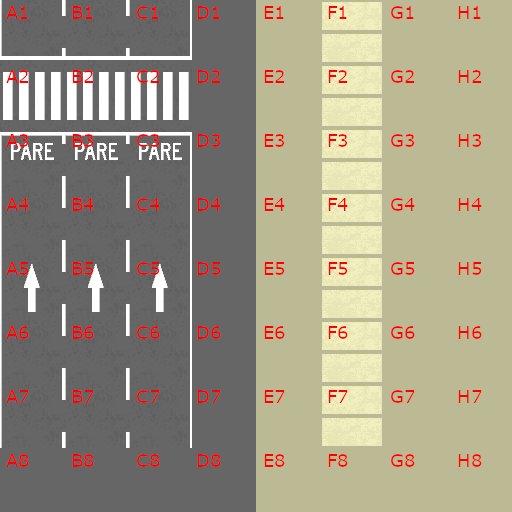 A1 B1 C1 D1 E1 F1 G1 H1
A2 B2 C2 D2 E2 F2 G2 H2
A3 B3 C3 D3 E3 F3 G3 H3
PARE PARE PARE
A4 B4 C4 D4 E4 F4 G4 H4
A5 B5 C5 D5 E5 F5 G5 H5
A6 B6 C6 D6 E6 F6 G6 H6
A7 B7 C7 D7 E7 F7 G7 H7
A8 B8 C8 D8 E8 F8 G8 H8